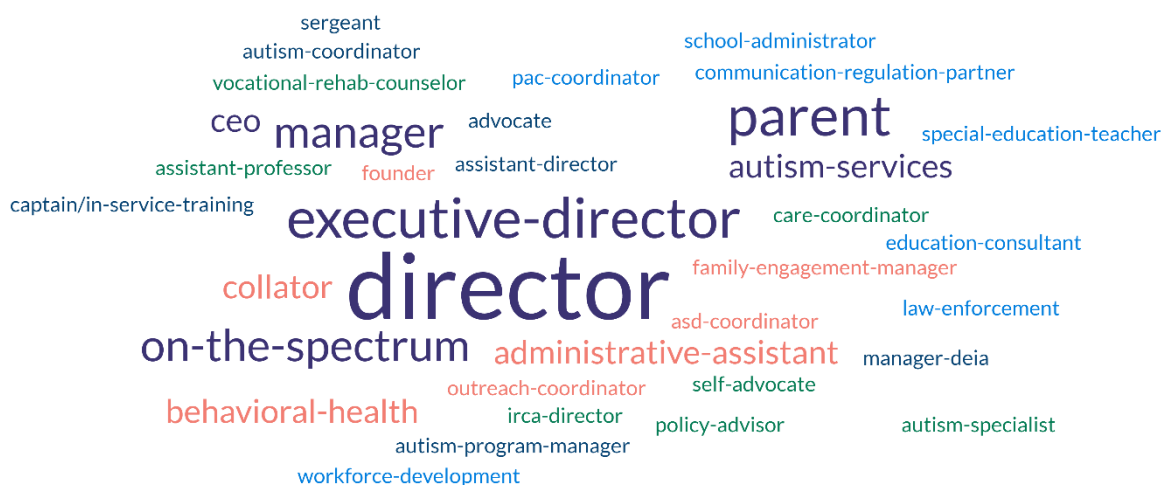 sergeant
school-administrator
autism-coordinator
communication-regulation-partner
vocational-rehab-counselor
pac-coordinator
ceo
manager
advocate
parent
special-education-teacher
assistant-professor
founder
assistant-director
autism-services
captain/in-service-training
executive-director
care-coordinator
education-consultant
family-engagement-manager
collator
director
law-enforcement
asd-coordinator
on-the-spectrum
administrative-assistant
manager-deia
outreach-coordinator
self-advocate
behavioral-health
irca-director
policy-advisor
autism-specialist
autism-program-manager
workforce-development